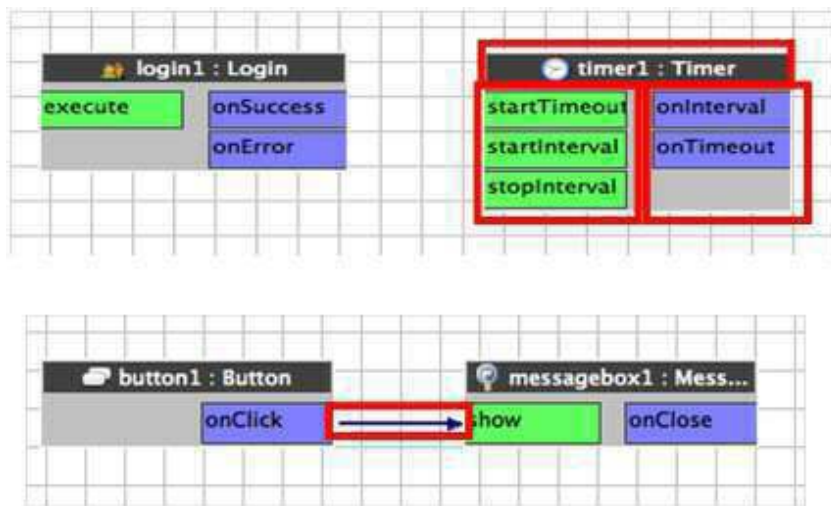 login1 : Login
execute
onSuccess
onError
timer1 : Timer
startTimeout
startInterval
stopInterval
onInterval
onTimeout
button1 : Button
onClick
messagebox1 : Mess...
show
onClose